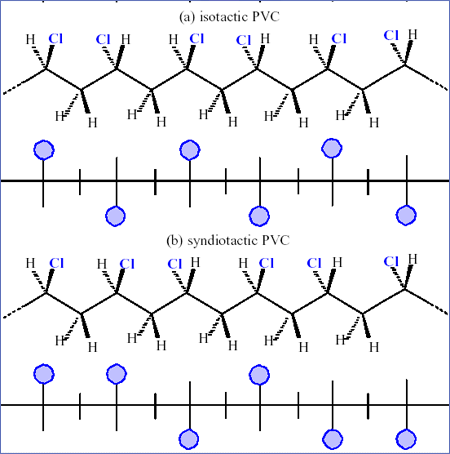 (a) isotactic PVC
H Cl Cl H H Cl Cl H H Cl Cl H
H H H H H H H H H H
(b) syndiotactic PVC
H Cl H Cl Cl H H Cl Cl H Cl H
H H H H H H H H H H